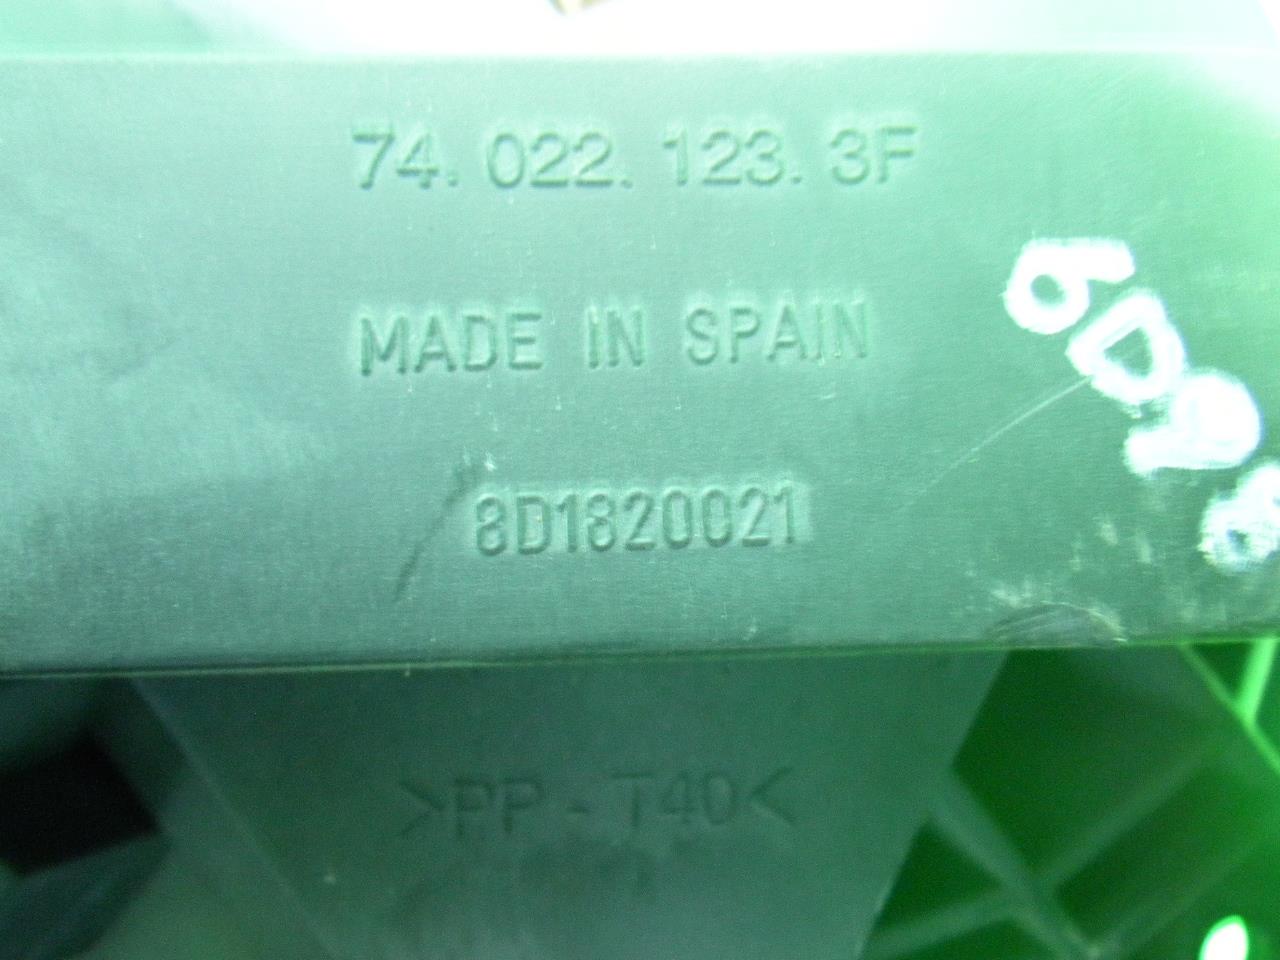 74. 022. 123. 3F
MADE IN SPAIN
8D1820021
>PP - T40<